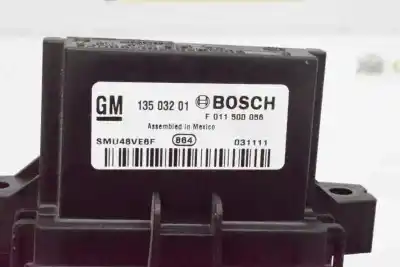 GM 135 032 01 BOSCH
F 011 500 056
Assembled in Mexico
SMU48VE6F 864 031111